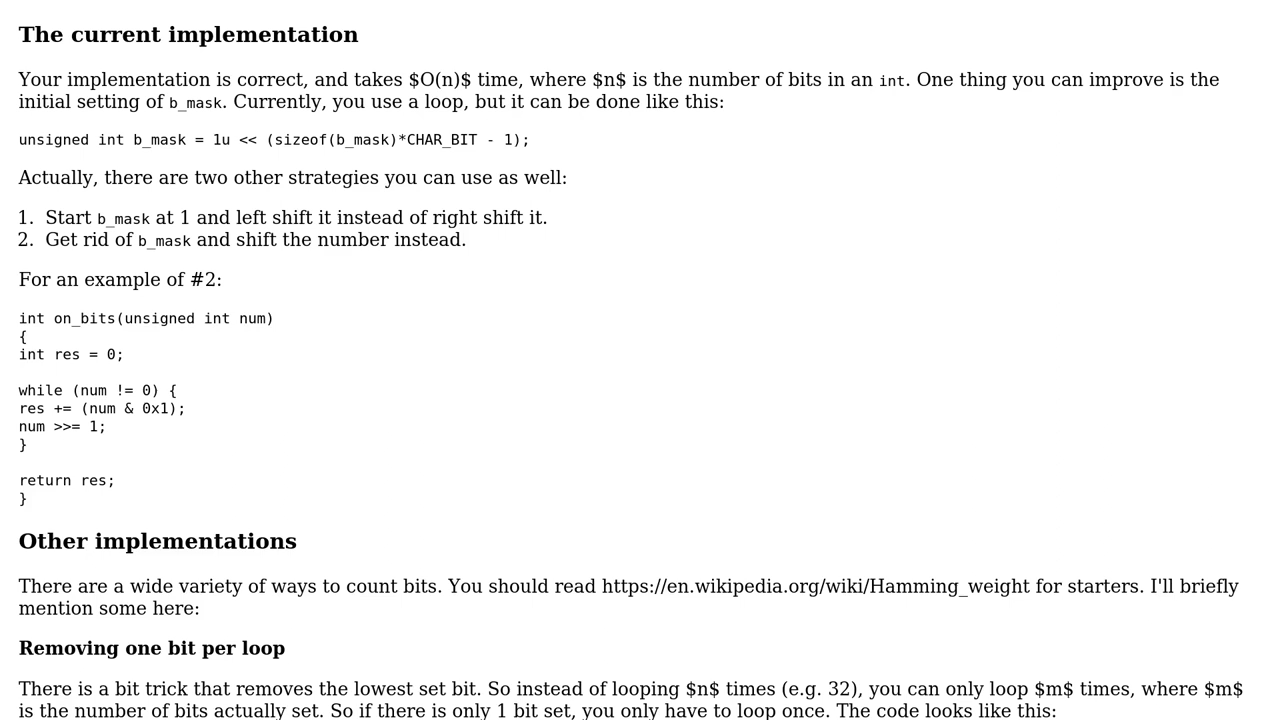 The current implementation
Your implementation is correct, and takes $O(n)$ time, where $n$ is the number of bits in an int. One thing you can improve is the
initial setting of b_mask. Currently, you use a loop, but it can be done like this:
unsigned int b_mask = 1u << (sizeof(b_mask)*CHAR_BIT - 1);
Actually, there are two other strategies you can use as well:
1. Start b_mask at 1 and left shift it instead of right shift it.
2. Get rid of b_mask and shift the number instead.
For an example of #2:
int on_bits(unsigned int num)
{
int res = 0;
while (num != 0) {
res += (num & 0x1);
num >>= 1;
}
return res;
}
Other implementations
There are a wide variety of ways to count bits. You should read https://en.wikipedia.org/wiki/Hamming_weight for starters. I'll briefly
mention some here:
Removing one bit per loop
There is a bit trick that removes the lowest set bit. So instead of looping $n$ times (e.g. 32), you can only loop $m$ times, where $m$
is the number of bits actually set. So if there is only 1 bit set, you only have to loop once. The code looks like this: